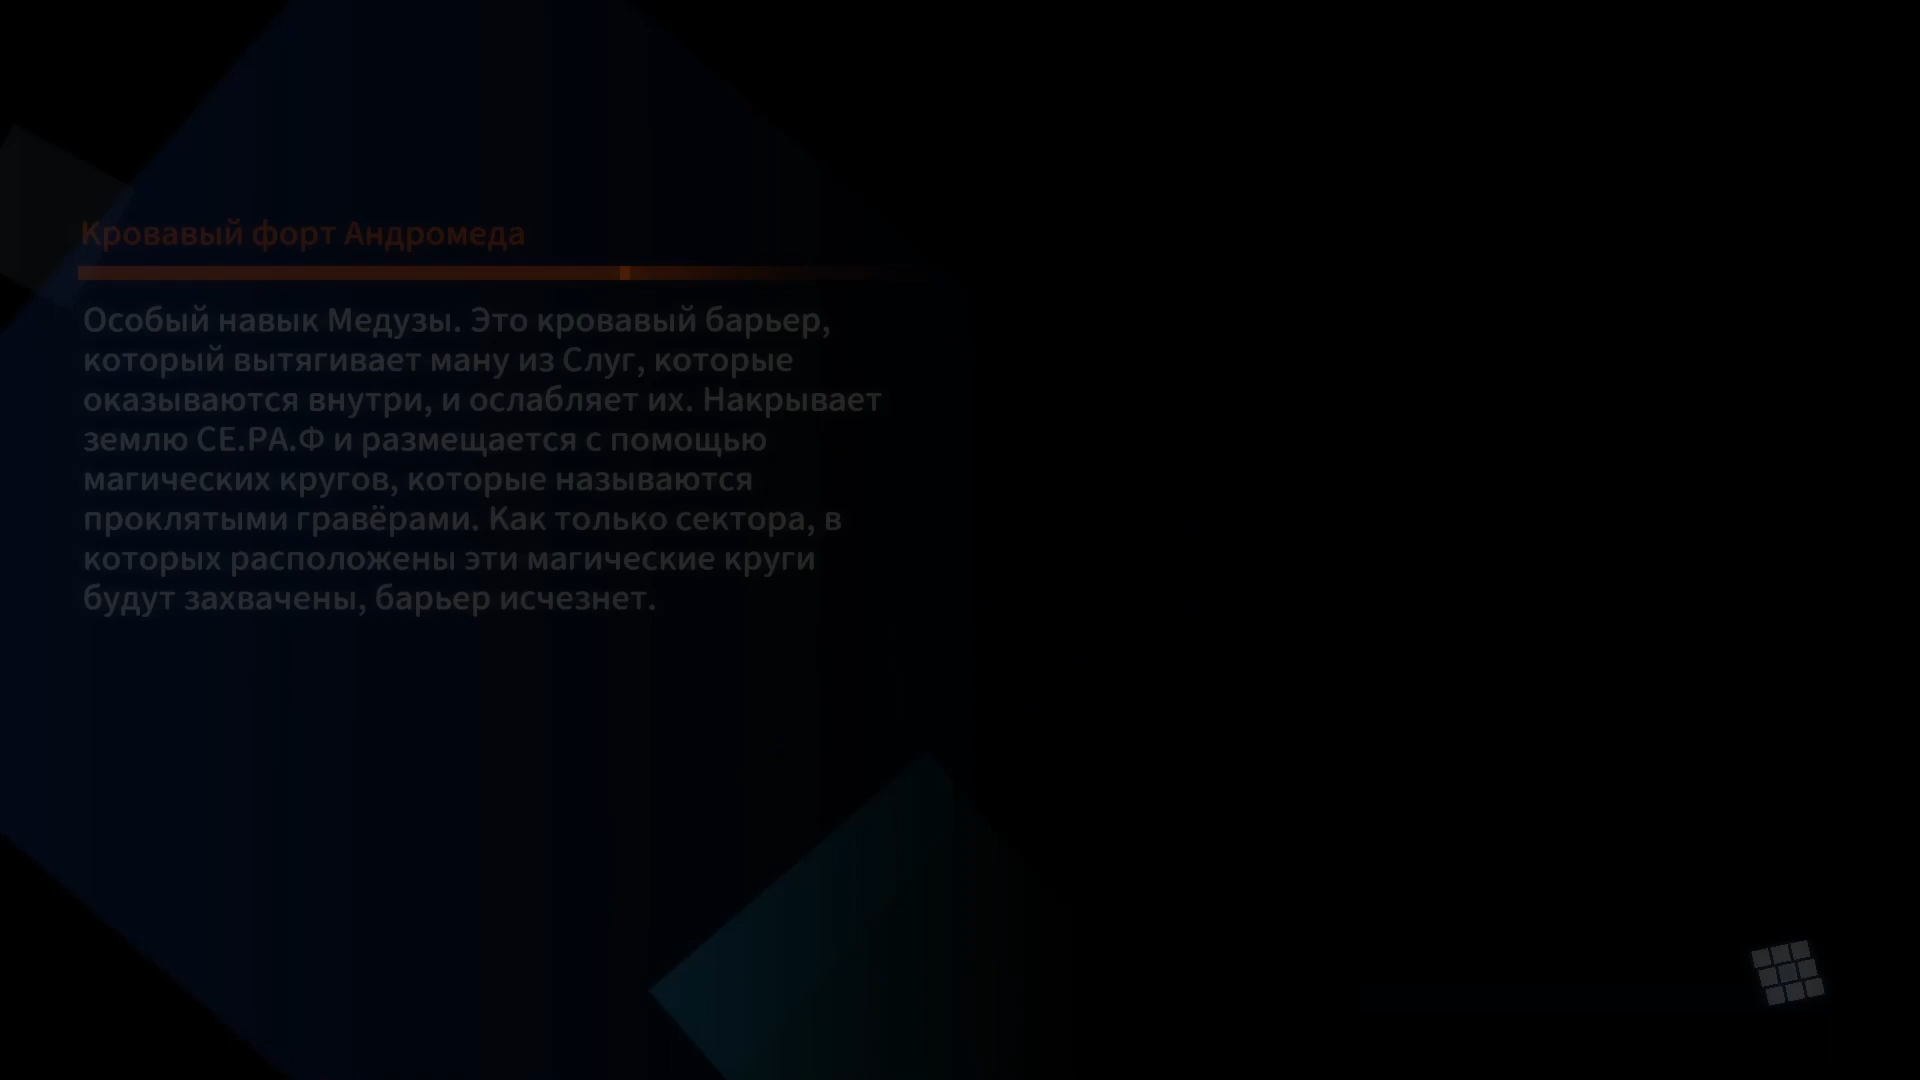 Кровавый форт Андромеда
Особый навык Медузы. Это кровавый барьер,
который вытягивает ману из Слуг, которые
оказываются внутри, и ослабляет их. Накрывает
землю СЕ.РА.Ф и размещается с помощью
магических кругов, которые называются
проклятыми гравёрами. Как только сектора, в
которых расположены эти магические круги
будут захвачены, барьер исчезнет.